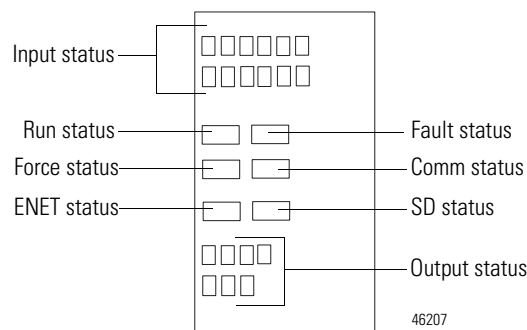 Input status
Run status
Fault status
Force status
Comm status
ENET status
SD status
Output status
46207